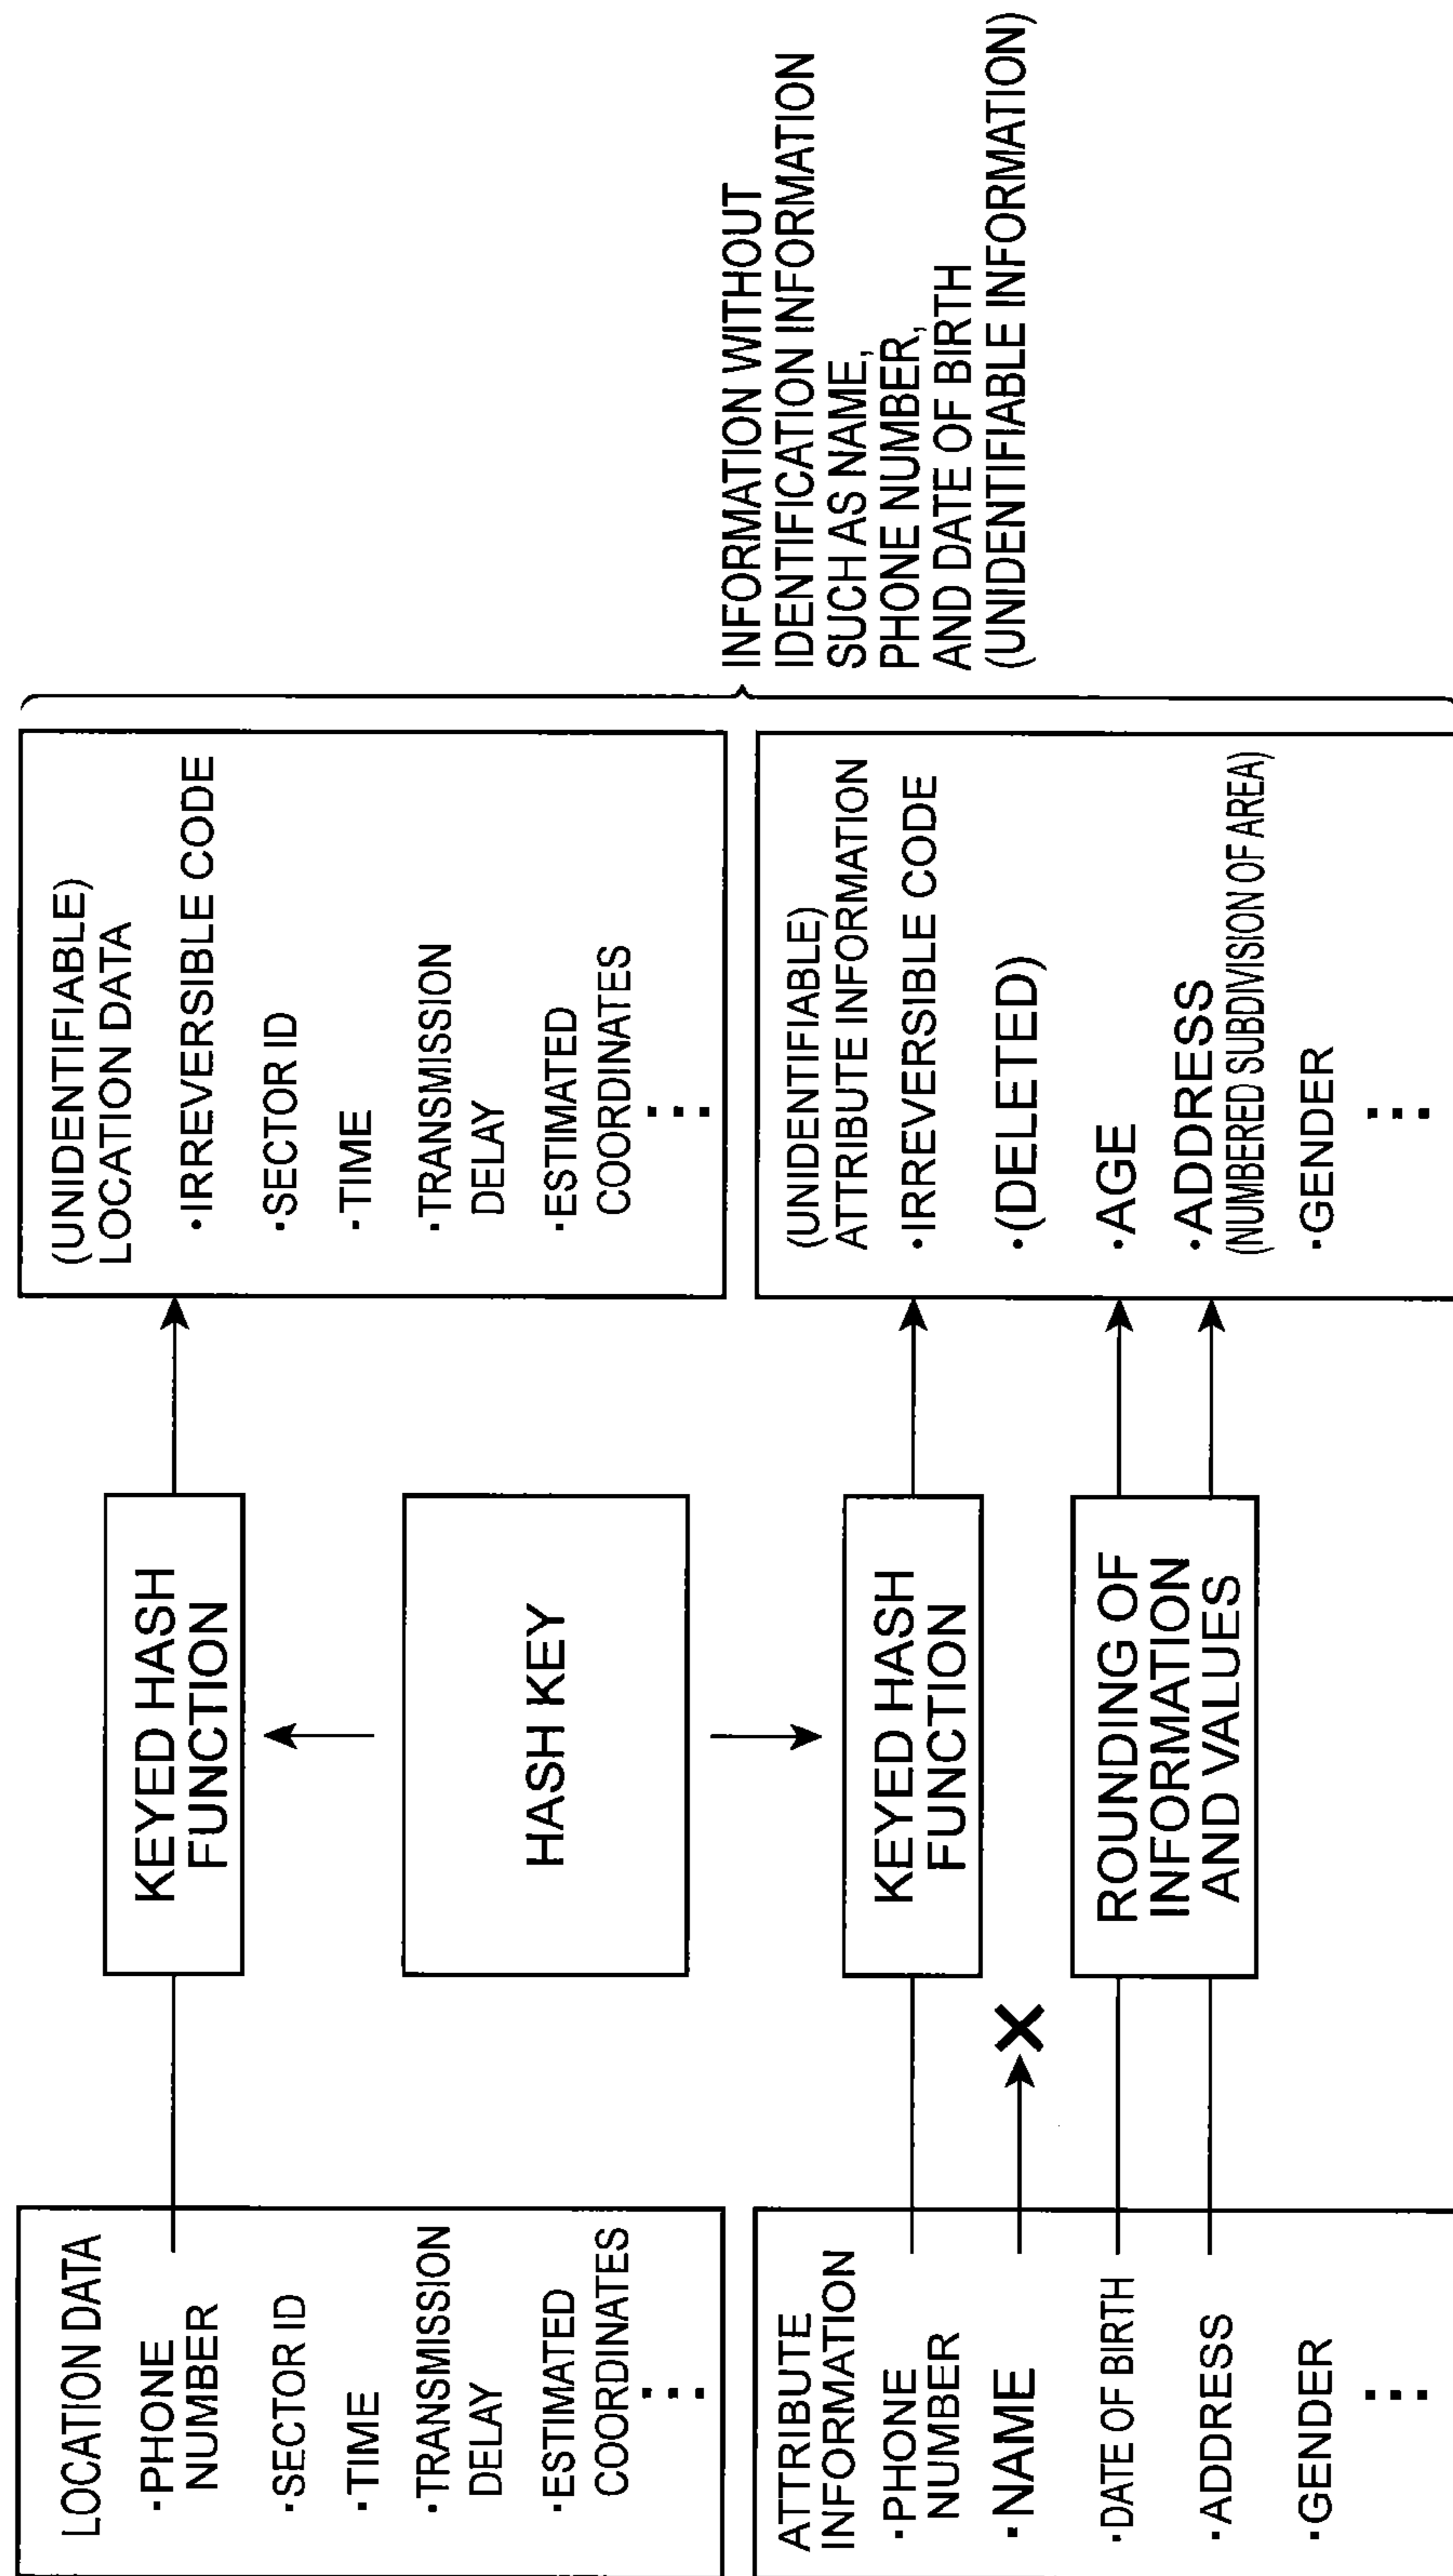 LOCATION DATA
·PHONE
NUMBER
·SECTOR ID
·TIME
·TRANSMISSION
DELAY
·ESTIMATED
COORDINATES
⋮
ATTRIBUTE
INFORMATION
·PHONE
NUMBER
·NAME
·DATE OF BIRTH
·ADDRESS
·GENDER
⋮
KEYED HASH
FUNCTION
HASH KEY
KEYED HASH
FUNCTION
ROUNDING OF
INFORMATION
AND VALUES
(UNIDENTIFIABLE)
LOCATION DATA
·IRREVERSIBLE CODE
·SECTOR ID
·TIME
·TRANSMISSION
DELAY
·ESTIMATED
COORDINATES
⋮
(UNIDENTIFIABLE)
ATTRIBUTE INFORMATION
·IRREVERSIBLE CODE
·(DELETED)
·AGE
·ADDRESS
(NUMBERED SUBDIVISION OF AREA)
·GENDER
⋮
INFORMATION WITHOUT
IDENTIFICATION INFORMATION
SUCH AS NAME,
PHONE NUMBER,
AND DATE OF BIRTH
(UNIDENTIFIABLE INFORMATION)